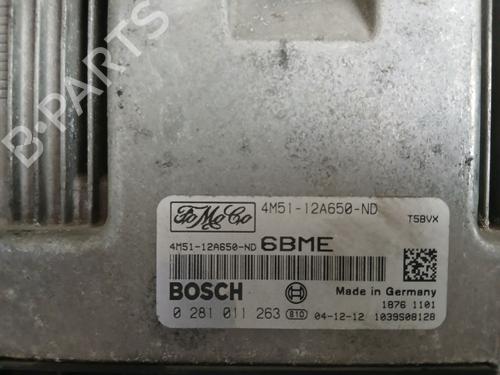 B-PARTS
FoMoCo 4M51-12A650-ND
TSBVX
4M51-12A650-ND 6BME
BOSCH Made in Germany
1876 1101
0 281 011 263 810 04-12-12 1039S08128